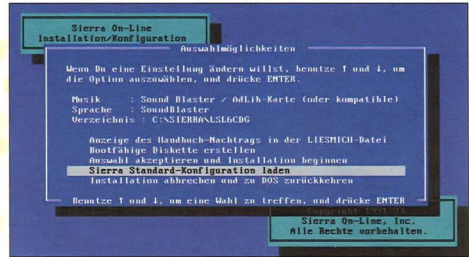 Sierra On-Line
Installation/Konfiguration
Auswahlmöglichkeiten
Wenn Du eine Einstellung ändern willst, benutze ↑ und ↓, um
die Option auszuwählen, und drücke ENTER.
Musik : Sound Blaster / AdLib-Karte (oder kompatible)
Sprache : SoundBlaster
Verzeichnis : C:\SIERRA\LSL6CDG
Anzeige des Handbuch-Nachtrags in der LIESMICH-Datei
Bootfähige Diskette erstellen
Auswahl akzeptieren und Installation beginnen
Sierra Standard-Konfiguration laden
Installation abbrechen und zu DOS zurückkehren
Benutze ↑ und ↓, um eine Wahl zu treffen, und drücke ENTER
Copyright 1991-93
Sierra On-Line, Inc.
Alle Rechte vorbehalten.